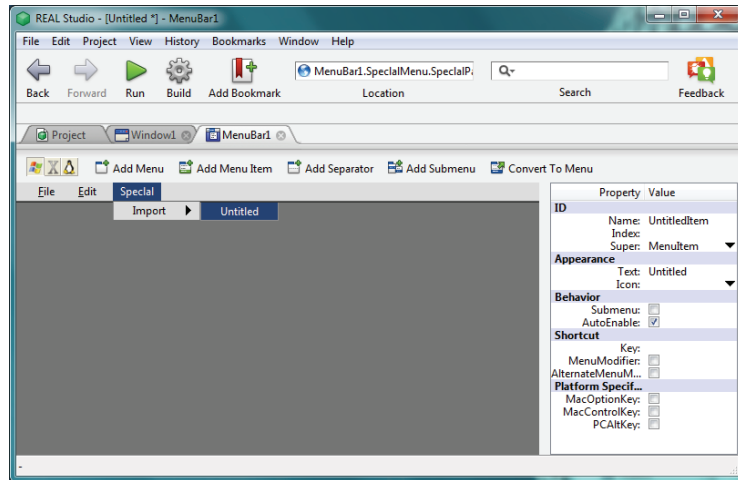 REAL Studio - [Untitled *] - MenuBar1
File Edit Project View History Bookmarks Window Help
MenuBar1.SpecialMenu.SpecialP
Back Forward Run Build Add Bookmark Location Search Feedback
Project Window1 MenuBar1
Add Menu Add Menu Item Add Separator Add Submenu Convert To Menu
File Edit Special
Import Untitled
Property Value
ID
Name: UntitledItem
Index:
Super: MenuItem
Appearance
Text: Untitled
Icon:
Behavior
Submenu:
AutoEnable:
Shortcut
Key:
MenuModifier:
AlternateMenuM...
Platform Specif...
MacOptionKey:
MacControlKey:
PCAltKey:
-